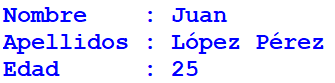 Nombre    : Juan
Apellidos : López Pérez
Edad      : 25